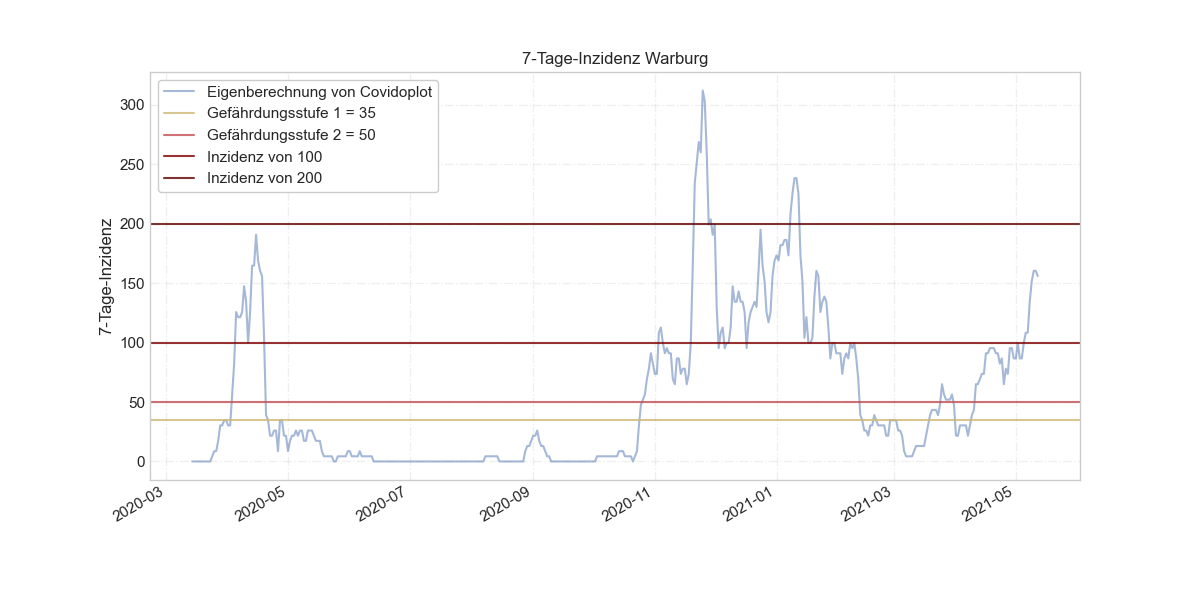 7-Tage-Inzidenz Warburg
Eigenberechnung von Covidoplot
Gefährdungsstufe 1 = 35
Gefährdungsstufe 2 = 50
Inzidenz von 100
Inzidenz von 200
7-Tage-Inzidenz
300
250
200
150
100
50
0
2020-03
2020-05
2020-07
2020-09
2020-11
2021-01
2021-03
2021-05